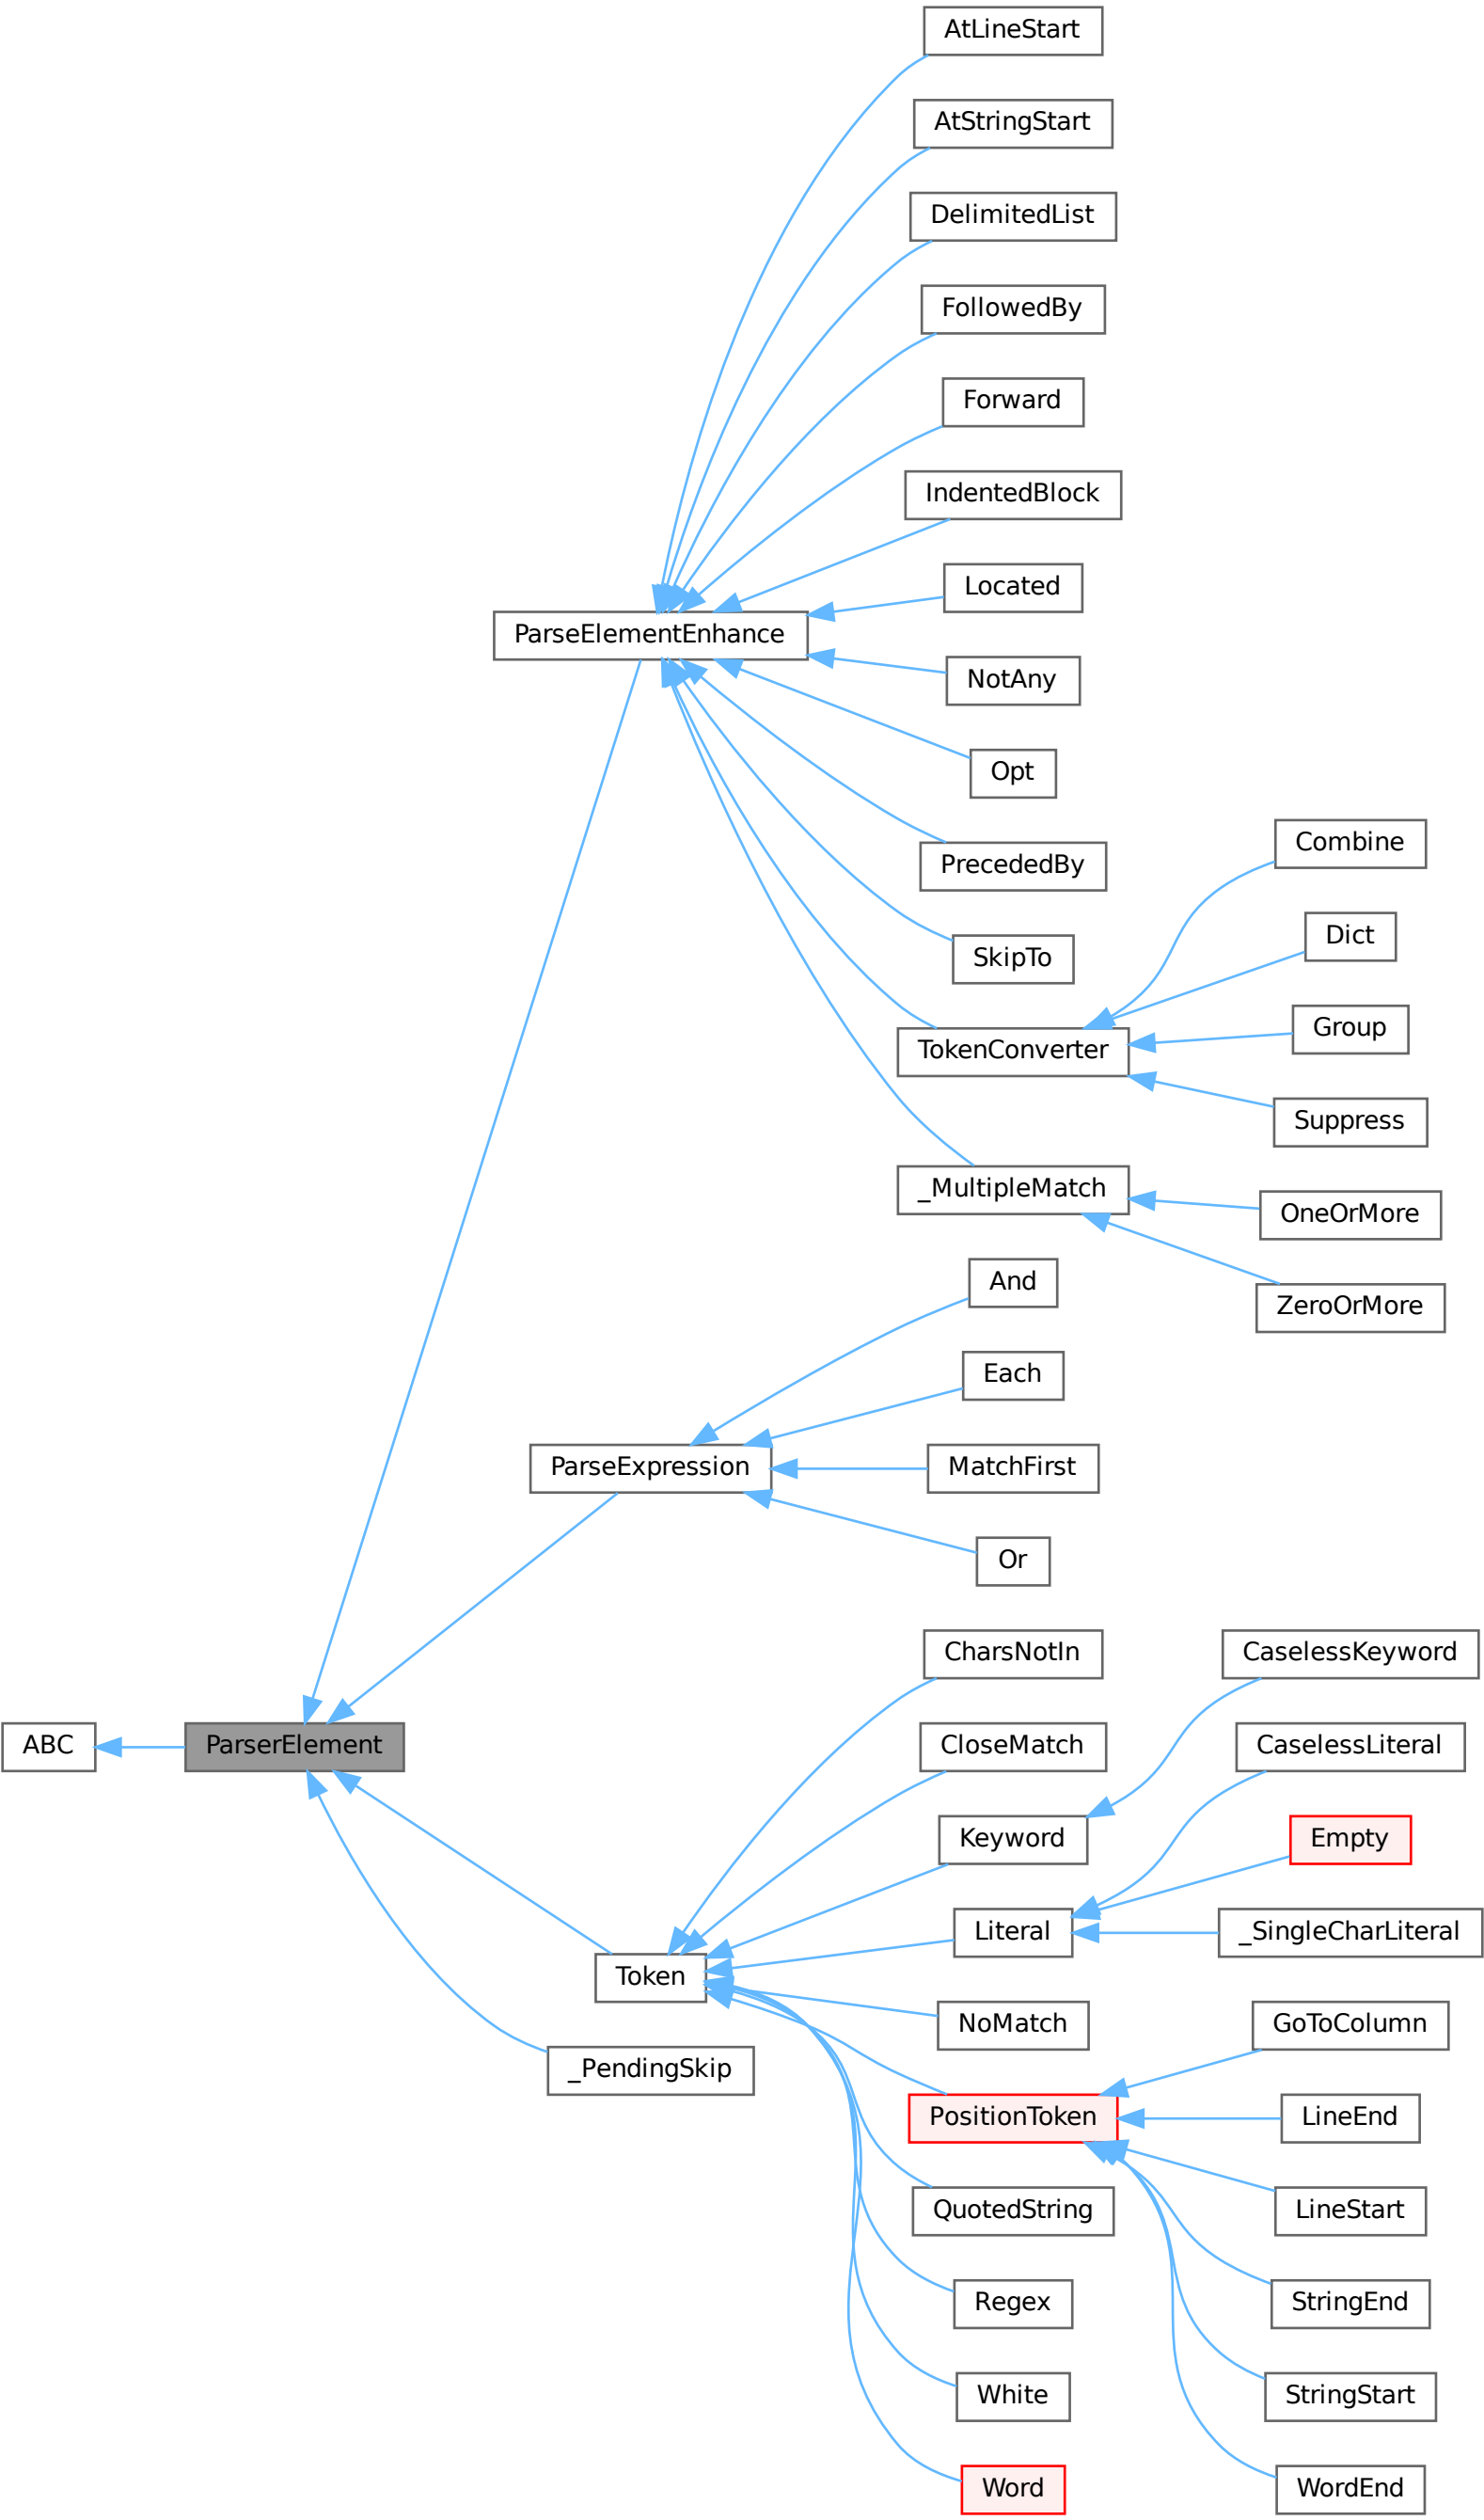 AtLineStart
AtStringStart
DelimitedList
FollowedBy
Forward
IndentedBlock
Located
ParseElementEnhance
NotAny
Opt
Combine
PrecededBy
Dict
SkipTo
Group
TokenConverter
Suppress
_MultipleMatch
OneOrMore
And
ZeroOrMore
Each
ParseExpression
MatchFirst
Or
CharsNotIn
CaselessKeyword
ABC
ParserElement
CloseMatch
CaselessLiteral
Keyword
Empty
Literal
_SingleCharLiteral
Token
NoMatch
GoToColumn
_PendingSkip
PositionToken
LineEnd
QuotedString
LineStart
Regex
StringEnd
White
StringStart
Word
WordEnd